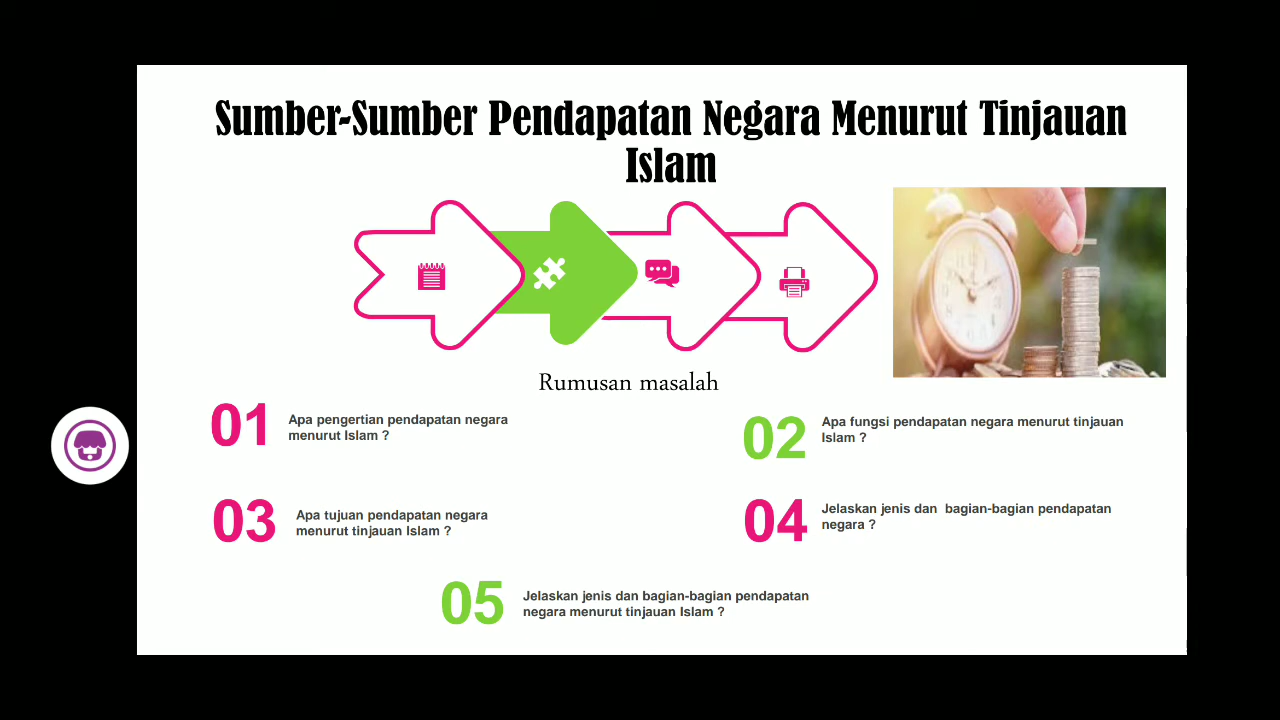 Sumber-Sumber Pendapatan Negara Menurut Tinjauan
Islam
Rumusan masalah
01
Apa pengertian pendapatan negara
menurut Islam ?
02
Apa fungsi pendapatan negara menurut tinjauan
Islam ?
03
Apa tujuan pendapatan negara
menurut tinjauan Islam ?
04
Jelaskan jenis dan  bagian-bagian pendapatan
negara ?
05
Jelaskan jenis dan bagian-bagian pendapatan
negara menurut tinjauan Islam ?